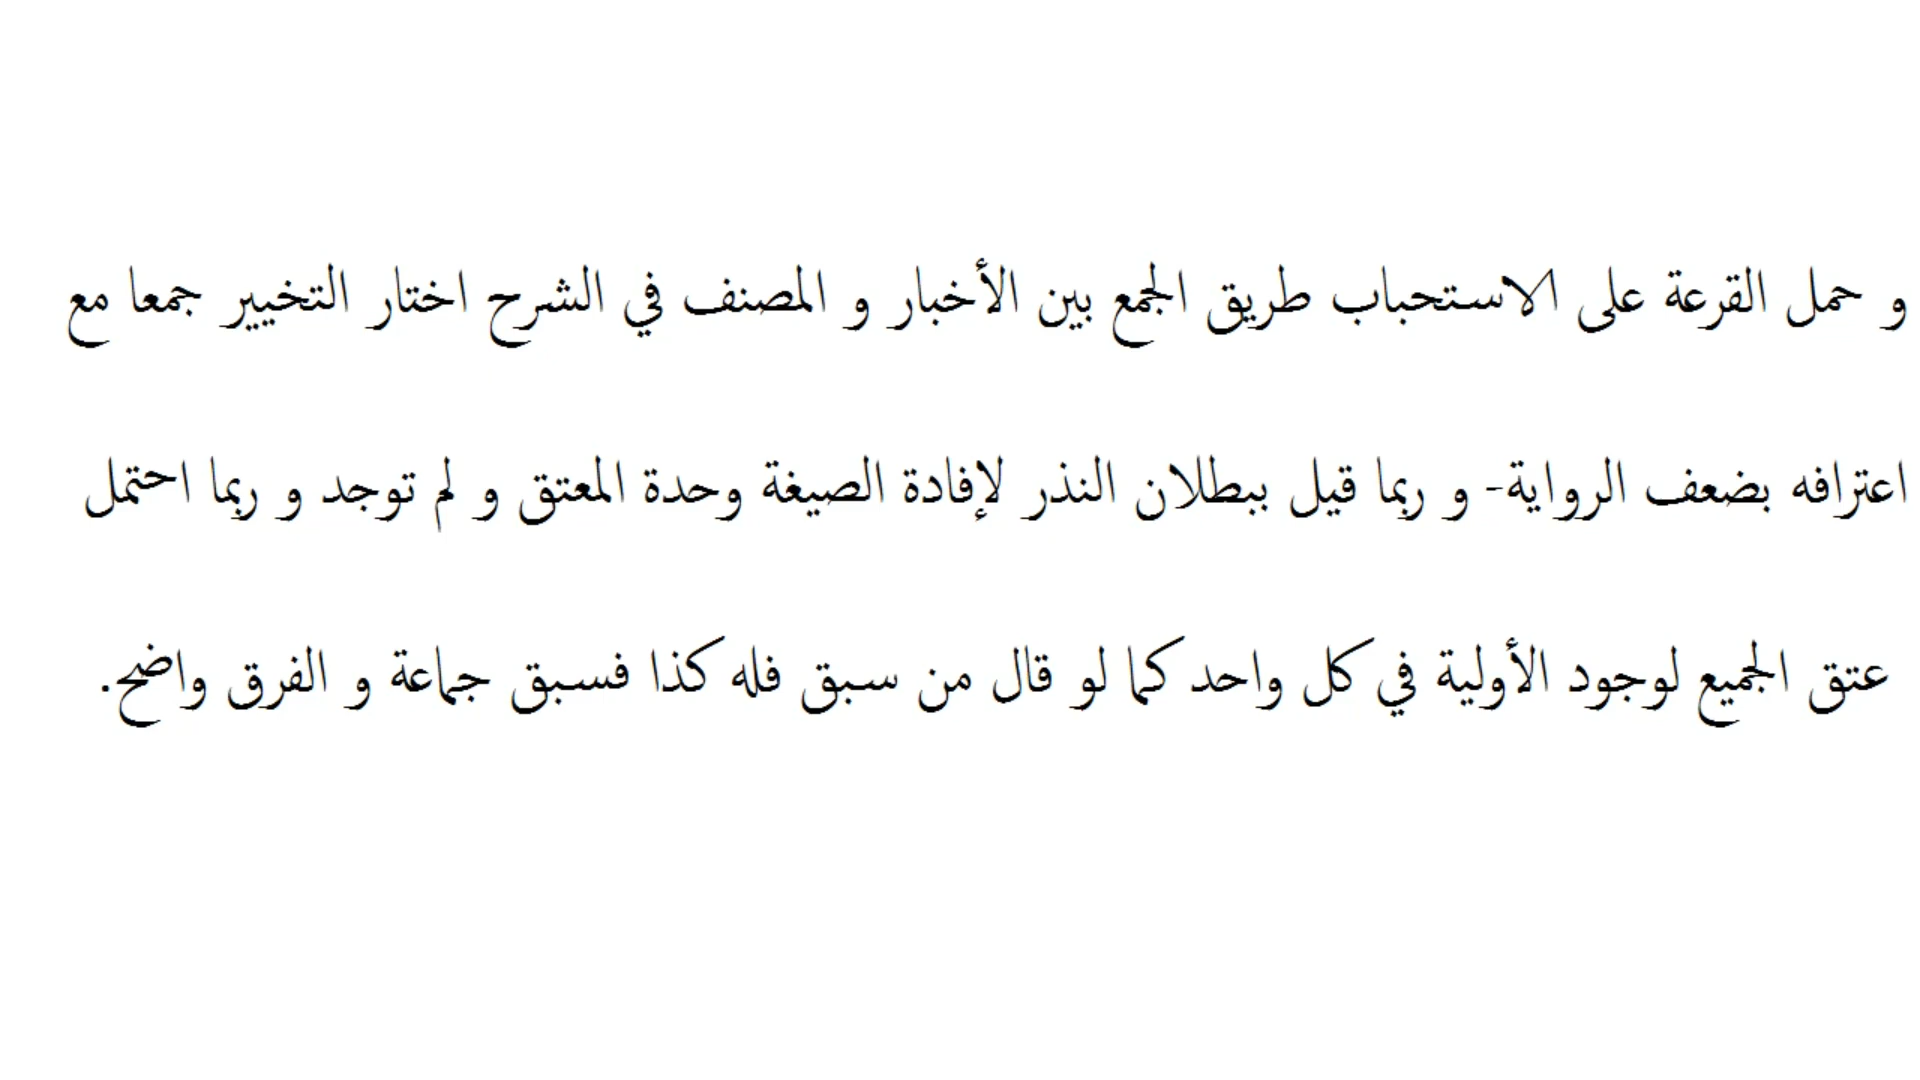 و حمل القرعة على الاستحباب طريق الجمع بين الأخبار و المصنف في الشرح اختار التخيير جمعا مع
اعترافه بضعف الرواية- و ربما قيل ببطلان النذر لإفادة الصيغة وحدة المعتق و لم توجد و ربما احتمل
عتق الجميع لوجود الأولية في كل واحد كما لو قال من سبق فله كذا فسبق جماعة و الفرق واضح.